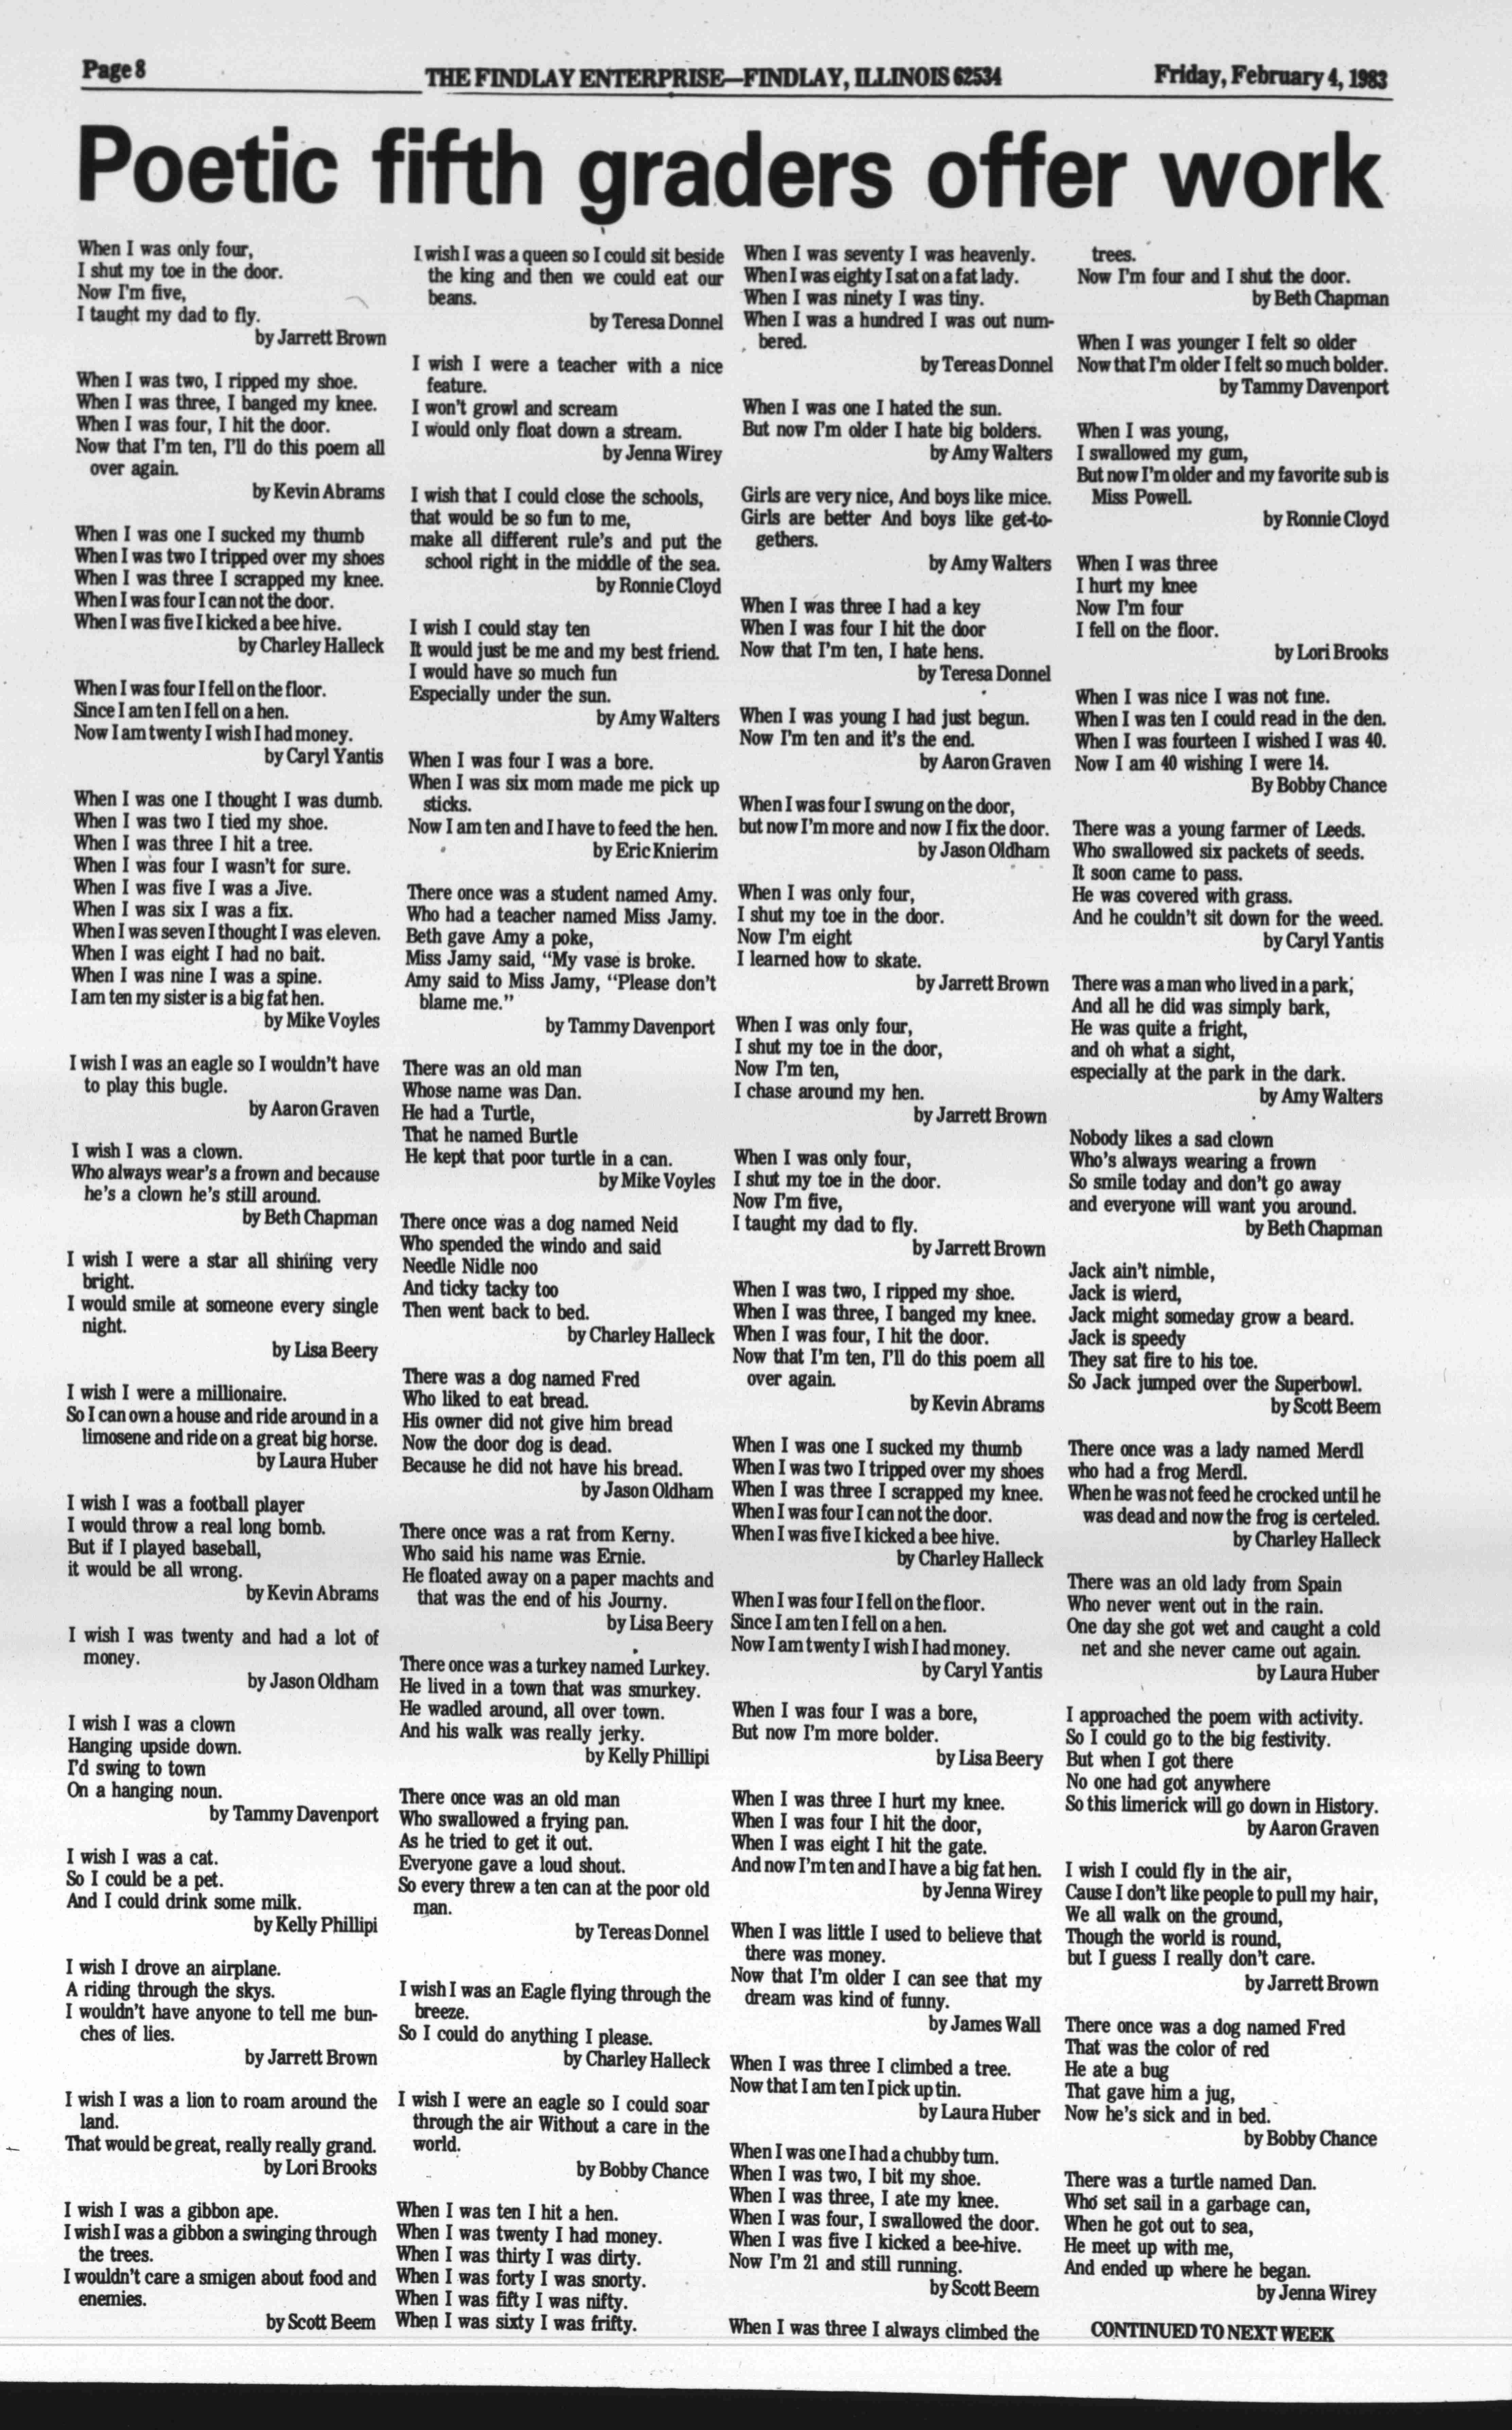 Page 8
THE FINDLAY ENTERPRISE—FINDLAY, ILLINOIS 62534
Friday, February 4, 1983
Poetic fifth graders offer work
When I was only four,
I shut my toe in the door.
Now I'm five,
I taught my dad to fly.
by Jarrett Brown
When I was two, I ripped my shoe.
When I was three, I banged my knee.
When I was four, I hit the door.
Now that I'm ten, I'll do this poem all
over again.
by Kevin Abrams
When I was one I sucked my thumb
When I was two I tripped over my shoes
When I was three I scrapped my knee.
When I was four I can not the door.
When I was five I kicked a bee hive.
by Charley Halleck
When I was four I fell on the floor.
Since I am ten I fell on a hen.
Now I am twenty I wish I had money.
by Caryl Yantis
When I was one I thought I was dumb.
When I was two I tied my shoe.
When I was three I hit a tree.
When I was four I wasn't for sure.
When I was five I was a Jive.
When I was six I was a fix.
When I was seven I thought I was eleven.
When I was eight I had no bait.
When I was nine I was a spine.
I am ten my sister is a big fat hen.
by Mike Voyles
I wish I was an eagle so I wouldn't have
to play this bugle.
by Aaron Graven
I wish I was a clown.
Who always wear's a frown and because
he's a clown he's still around.
by Beth Chapman
I wish I were a star all shining very
bright.
I would smile at someone every single
night.
by Lisa Beery
I wish I were a millionaire.
So I can own a house and ride around in a
limosene and ride on a great big horse.
by Laura Huber
I wish I was a football player
I would throw a real long bomb.
But if I played baseball,
it would be all wrong.
by Kevin Abrams
I wish I was twenty and had a lot of
money.
by Jason Oldham
I wish I was a clown
Hanging upside down.
I'd swing to town
On a hanging noun.
by Tammy Davenport
I wish I was a cat.
So I could be a pet.
And I could drink some milk.
by Kelly Phillipi
I wish I drove an airplane.
A riding through the skys.
I wouldn't have anyone to tell me bun-
ches of lies.
by Jarrett Brown
I wish I was a lion to roam around the
land.
That would be great, really really grand.
by Lori Brooks
I wish I was a gibbon ape.
I wish I was a gibbon a swinging through
the trees.
I wouldn't care a smigen about food and
enemies.
by Scott Beem
I wish I was a queen so I could sit beside
the king and then we could eat our
beans.
by Teresa Donnel
I wish I were a teacher with a nice
feature.
I won't growl and scream
I would only float down a stream.
by Jenna Wirey
I wish that I could close the schools,
that would be so fun to me,
make all different rule's and put the
school right in the middle of the sea.
by Ronnie Cloyd
I wish I could stay ten
It would just be me and my best friend.
I would have so much fun
Especially under the sun.
by Amy Walters
When I was four I was a bore.
When I was six mom made me pick up
sticks.
Now I am ten and I have to feed the hen.
by Eric Knierim
There once was a student named Amy.
Who had a teacher named Miss Jamy.
Beth gave Amy a poke,
Miss Jamy said, "My vase is broke.
Amy said to Miss Jamy, "Please don't
blame me."
by Tammy Davenport
There was an old man
Whose name was Dan.
He had a Turtle,
That he named Burtle
He kept that poor turtle in a can.
by Mike Voyles
There once was a dog named Neid
Who spended the windo and said
Needle Nidle noo
And ticky tacky too
Then went back to bed.
by Charley Halleck
There was a dog named Fred
Who liked to eat bread.
His owner did not give him bread
Now the door dog is dead.
Because he did not have his bread.
by Jason Oldham
There once was a rat from Kerny.
Who said his name was Ernie.
He floated away on a paper machts and
that was the end of his Journy.
by Lisa Beery
There once was a turkey named Lurkey.
He lived in a town that was smurkey.
He wadled around, all over town.
And his walk was really jerky.
by Kelly Phillipi
There once was an old man
Who swallowed a frying pan.
As he tried to get it out.
Everyone gave a loud shout.
So every threw a ten can at the poor old
man.
by Tereas Donnel
I wish I was an Eagle flying through the
breeze.
So I could do anything I please.
by Charley Halleck
I wish I were an eagle so I could soar
through the air Without a care in the
world.
by Bobby Chance
When I was ten I hit a hen.
When I was twenty I had money.
When I was thirty I was dirty.
When I was forty I was snorty.
When I was fifty I was nifty.
When I was sixty I was frifty.
When I was seventy I was heavenly.
When I was eighty I sat on a fat lady.
When I was ninety I was tiny.
When I was a hundred I was out num-
bered.
by Tereas Donnel
When I was one I hated the sun.
But now I'm older I hate big bolders.
by Amy Walters
Girls are very nice, And boys like mice.
Girls are better And boys like get-to-
gethers.
by Amy Walters
When I was three I had a key
When I was four I hit the door
Now that I'm ten, I hate hens.
by Teresa Donnel
When I was young I had just begun.
Now I'm ten and it's the end.
by Aaron Graven
When I was four I swung on the door,
but now I'm more and now I fix the door.
by Jason Oldham
When I was only four,
I shut my toe in the door.
Now I'm eight
I learned how to skate.
by Jarrett Brown
When I was only four,
I shut my toe in the door,
Now I'm ten,
I chase around my hen.
by Jarrett Brown
When I was only four,
I shut my toe in the door.
Now I'm five,
I taught my dad to fly.
by Jarrett Brown
When I was two, I ripped my shoe.
When I was three, I banged my knee.
When I was four, I hit the door.
Now that I'm ten, I'll do this poem all
over again.
by Kevin Abrams
When I was one I sucked my thumb
When I was two I tripped over my shoes
When I was three I scrapped my knee.
When I was four I can not the door.
When I was five I kicked a bee hive.
by Charley Halleck
When I was four I fell on the floor.
Since I am ten I fell on a hen.
Now I am twenty I wish I had money.
by Caryl Yantis
When I was four I was a bore,
But now I'm more bolder.
by Lisa Beery
When I was three I hurt my knee.
When I was four I hit the door,
When I was eight I hit the gate.
And now I'm ten and I have a big fat hen.
by Jenna Wirey
When I was little I used to believe that
there was money.
Now that I'm older I can see that my
dream was kind of funny.
by James Wall
When I was three I climbed a tree.
Now that I am ten I pick up tin.
by Laura Huber
When I was one I had a chubby tum.
When I was two, I bit my shoe.
When I was three, I ate my knee.
When I was four, I swallowed the door.
When I was five I kicked a bee-hive.
Now I'm 21 and still running.
by Scott Beem
When I was three I always climbed the
trees.
Now I'm four and I shut the door.
by Beth Chapman
When I was younger I felt so older
Now that I'm older I felt so much bolder.
by Tammy Davenport
When I was young,
I swallowed my gum,
But now I'm older and my favorite sub is
Miss Powell.
by Ronnie Cloyd
When I was three
I hurt my knee
Now I'm four
I fell on the floor.
by Lori Brooks
When I was nice I was not fine.
When I was ten I could read in the den.
When I was fourteen I wished I was 40.
Now I am 40 wishing I were 14.
By Bobby Chance
There was a young farmer of Leeds.
Who swallowed six packets of seeds.
It soon came to pass.
He was covered with grass.
And he couldn't sit down for the weed.
by Caryl Yantis
There was a man who lived in a park,
And all he did was simply bark,
He was quite a fright,
and oh what a sight,
especially at the park in the dark.
by Amy Walters
Nobody likes a sad clown
Who's always wearing a frown
So smile today and don't go away
and everyone will want you around.
by Beth Chapman
Jack ain't nimble,
Jack is wierd,
Jack might someday grow a beard.
Jack is speedy
They sat fire to his toe.
So Jack jumped over the Superbowl.
by Scott Beem
There once was a lady named Merdl
who had a frog Merdl.
When he was not feed he crocked until he
was dead and now the frog is certeled.
by Charley Halleck
There was an old lady from Spain
Who never went out in the rain.
One day she got wet and caught a cold
net and she never came out again.
by Laura Huber
I approached the poem with activity.
So I could go to the big festivity.
But when I got there
No one had got anywhere
So this limerick will go down in History.
by Aaron Graven
I wish I could fly in the air,
Cause I don't like people to pull my hair,
We all walk on the ground,
Though the world is round,
but I guess I really don't care.
by Jarrett Brown
There once was a dog named Fred
That was the color of red
He ate a bug
That gave him a jug,
Now he's sick and in bed.
by Bobby Chance
There was a turtle named Dan.
Who set sail in a garbage can,
When he got out to sea,
He meet up with me,
And ended up where he began.
by Jenna Wirey
CONTINUED TO NEXT WEEK